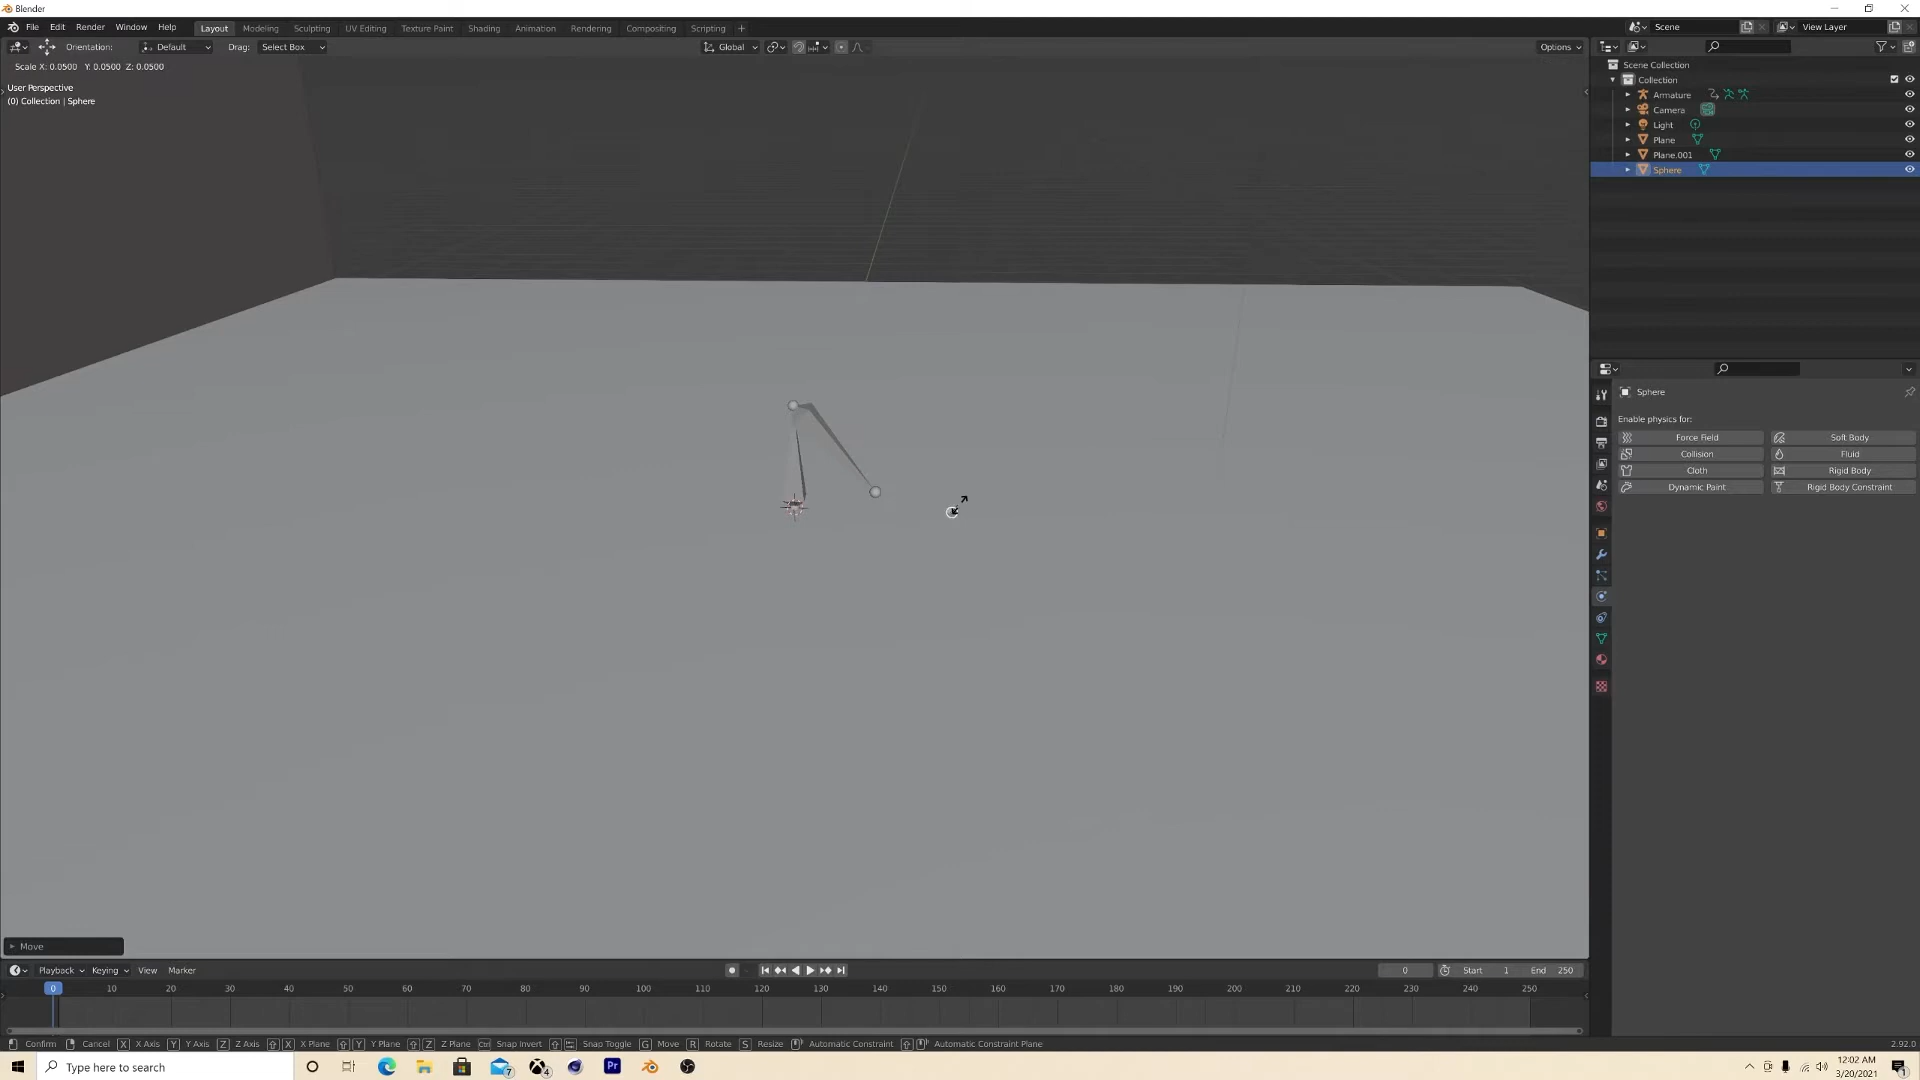 Blender
File Edit Render Window Help Layout Modeling Sculpting UV Editing Texture Paint Shading Animation Rendering Compositing Scripting + Scene View Layer
Orientation: Default Drag: Select Box Global Options
Scale X: 0.0500 Y: 0.0500 Z: 0.0500
User Perspective
(0) Collection | Sphere
Scene Collection
Collection
Armature
Camera
Light
Plane
Plane.001
Sphere
Sphere
Enable physics for:
Force Field Soft Body
Collision Fluid
Cloth Rigid Body
Dynamic Paint Rigid Body Constraint
Move
Playback Keying View Marker 0 Start 1 End 250
0 10 20 30 40 50 60 70 80 90 100 110 120 130 140 150 160 170 180 190 200 210 220 230 240 250
Confirm Cancel X X Axis Y Y Axis Z Z Axis X X Plane Y Y Plane Z Z Plane Ctrl Snap Invert Snap Toggle G Move R Rotate S Resize Automatic Constraint Automatic Constraint Plane 2.92.0
Type here to search 7 4 Pr 12:02 AM
3/20/2021 1